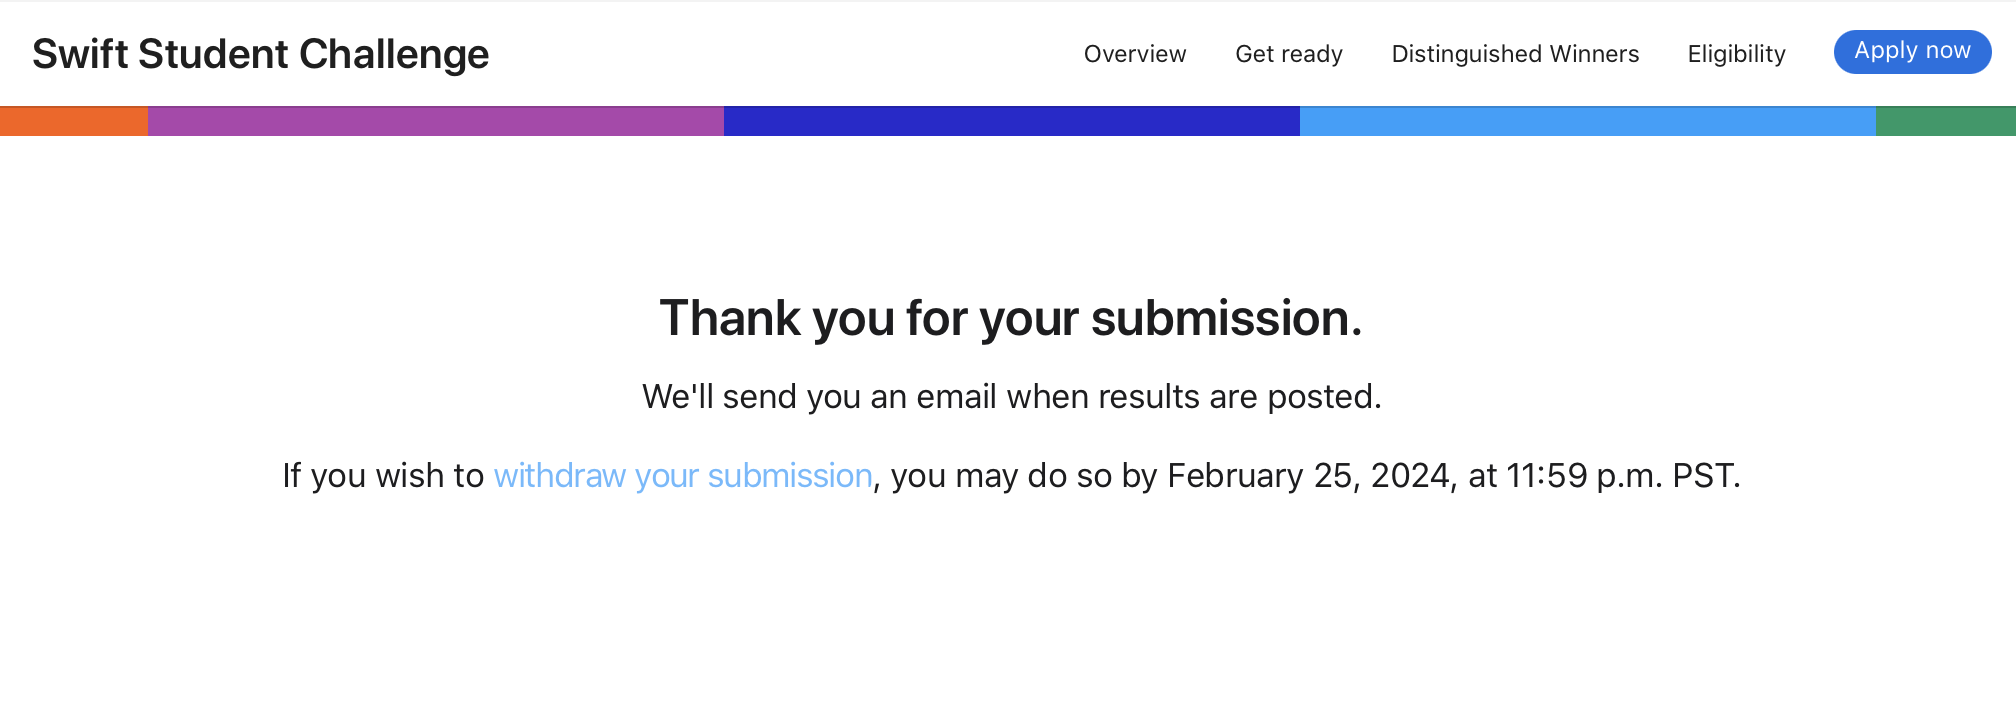 Swift Student Challenge
Overview
Get ready
Distinguished Winners
Eligibility
Apply now
Thank you for your submission.
We'll send you an email when results are posted.
If you wish to withdraw your submission, you may do so by February 25, 2024, at 11:59 p.m. PST.